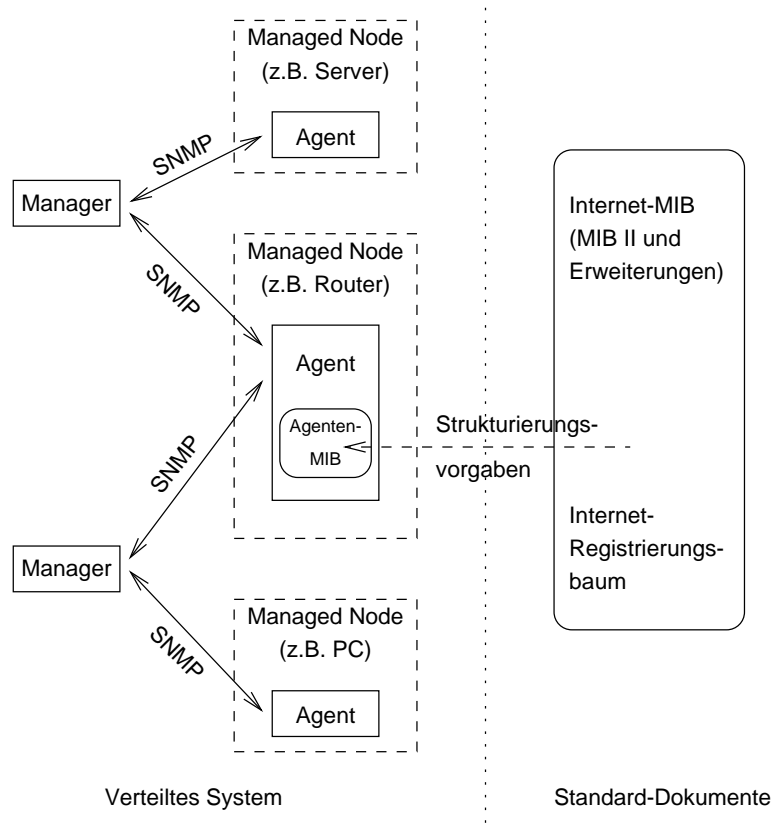 Managed Node
(z.B. Server)
Agent
SNMP
Manager
SNMP
Managed Node
(z.B. Router)
Agent
Agenten-
MIB
SNMP
Manager
SNMP
Managed Node
(z.B. PC)
Agent
Strukturierungs-
vorgaben
Internet-MIB
(MIB II und
Erweiterungen)
Internet-
Registrierungs-
baum
Verteiltes System
Standard-Dokumente